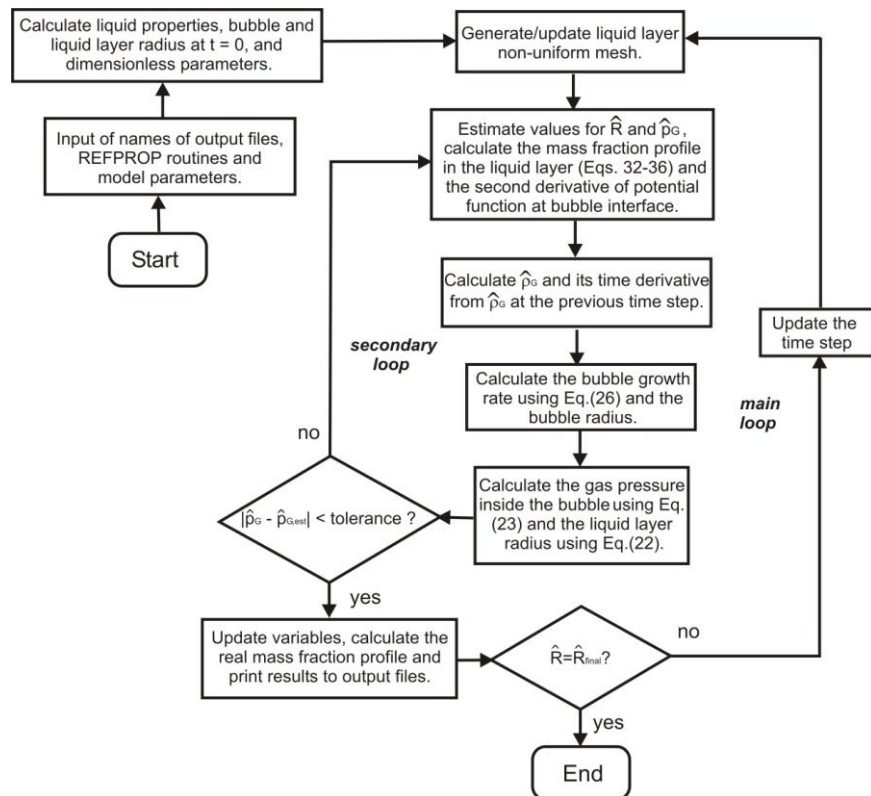 Start
Input of names of output files,
REFPROP routines and
model parameters.
Calculate liquid properties, bubble and
liquid layer radius at t = 0, and
dimensionless parameters.
Generate/update liquid layer
non-uniform mesh.
Estimate values for R̂ and p̂G,
calculate the mass fraction profile
in the liquid layer (Eqs. 32-36) and
the second derivative of potential
function at bubble interface.
Calculate ρ̂G and its time derivative
from ρ̂G at the previous time step.
secondary
loop
Calculate the bubble growth
rate using Eq.(26) and the
bubble radius.
Calculate the gas pressure
inside the bubble using Eq.
(23) and the liquid layer
radius using Eq.(22).
no
|p̂G - p̂G,est| < tolerance ?
yes
Update variables, calculate the
real mass fraction profile and
print results to output files.
R̂=R̂final?
no
main
loop
Update the
time step
yes
End